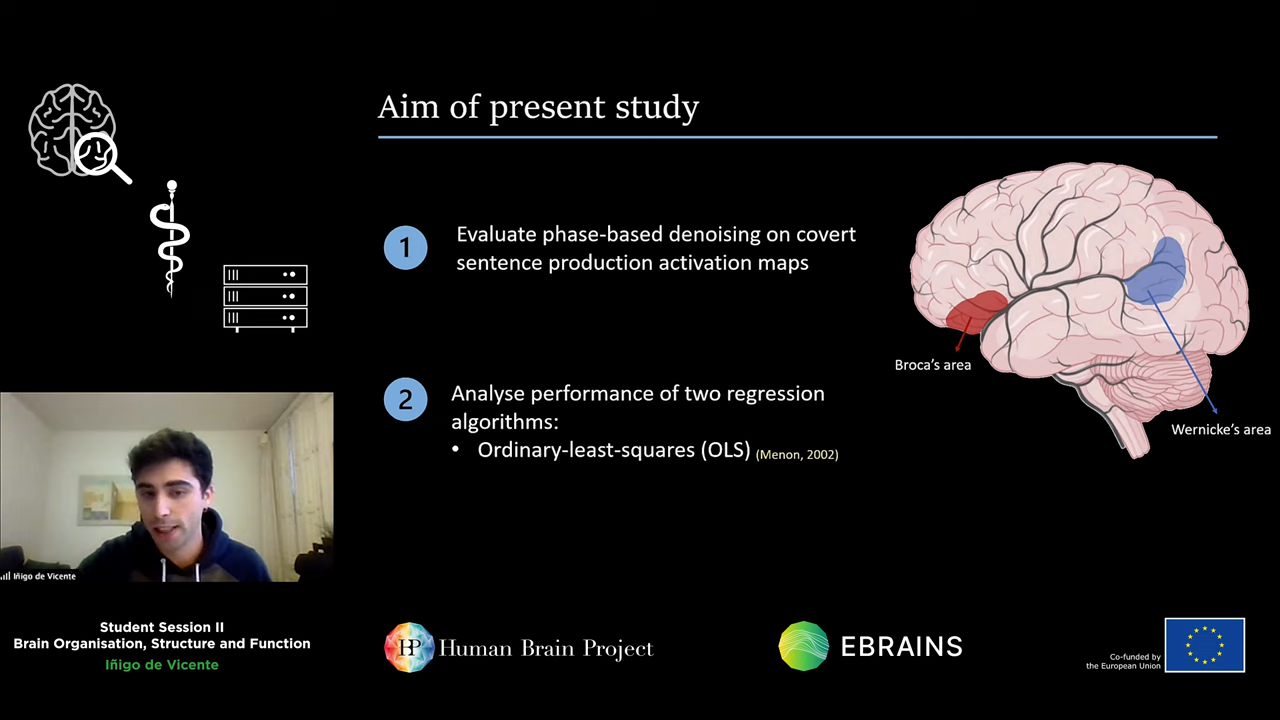 Aim of present study
1
Evaluate phase-based denoising on covert
sentence production activation maps
2
Analyse performance of two regression
algorithms:
• Ordinary-least-squares (OLS) (Menon, 2002)
Broca's area
Wernicke's area
Iñigo de Vicente
Student Session II
Brain Organisation, Structure and Function
Iñigo de Vicente
HP Human Brain Project
EBRAINS
Co-funded by
the European Union